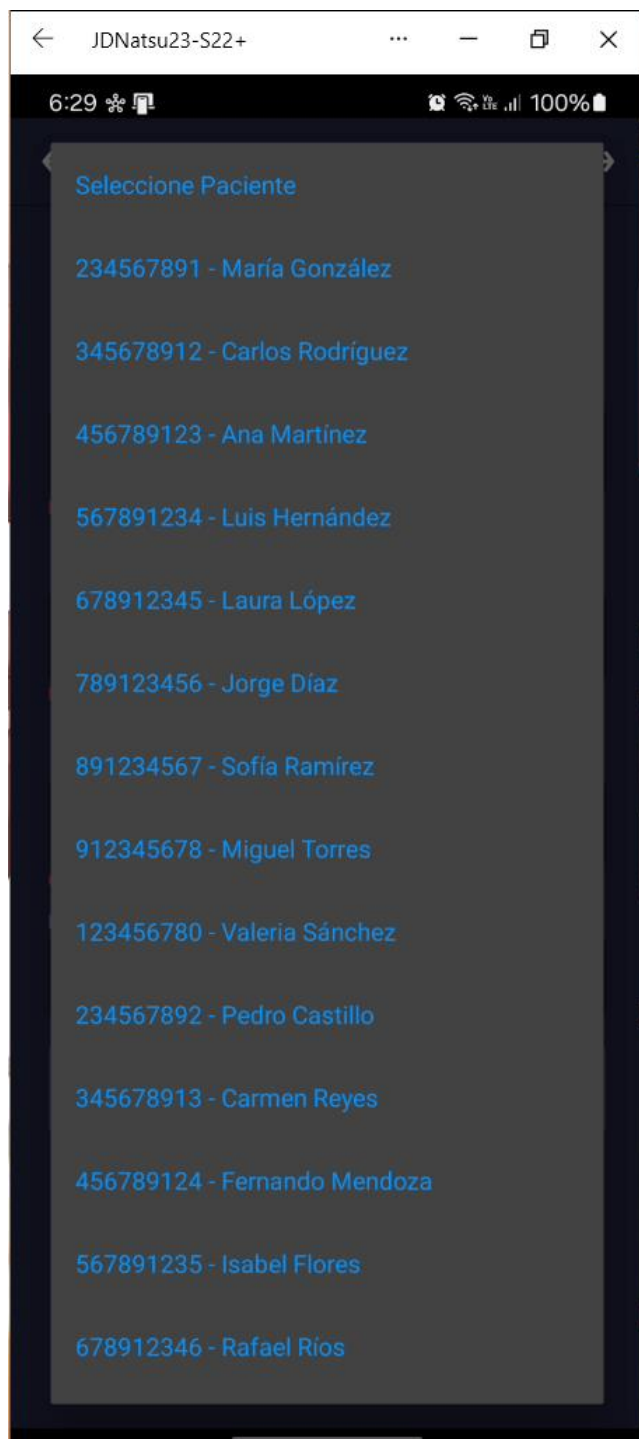 JDNatsu23-S22+
6:29 100%
Seleccione Paciente
234567891 - María González
345678912 - Carlos Rodríguez
456789123 - Ana Martínez
567891234 - Luis Hernández
678912345 - Laura López
789123456 - Jorge Díaz
891234567 - Sofía Ramírez
912345678 - Miguel Torres
123456780 - Valeria Sánchez
234567892 - Pedro Castillo
345678913 - Carmen Reyes
456789124 - Fernando Mendoza
567891235 - Isabel Flores
678912346 - Rafael Ríos